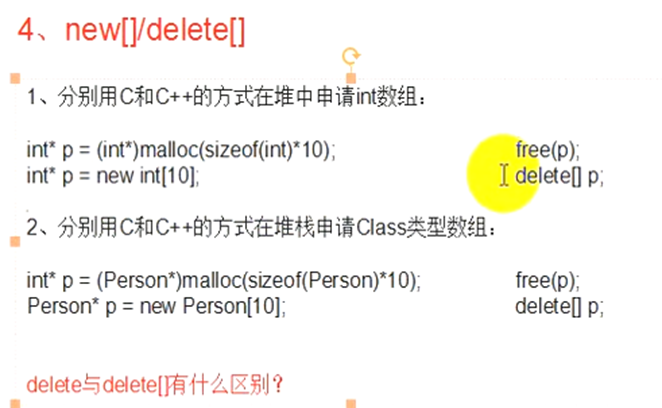 4、new[]/delete[]
1、分别用C和C++的方式在堆中申请int数组：
int* p = (int*)malloc(sizeof(int)*10); free(p);
int* p = new int[10]; delete[] p;
2、分别用C和C++的方式在堆栈申请Class类型数组：
int* p = (Person*)malloc(sizeof(Person)*10); free(p);
Person* p = new Person[10]; delete[] p;
delete与delete[]有什么区别？